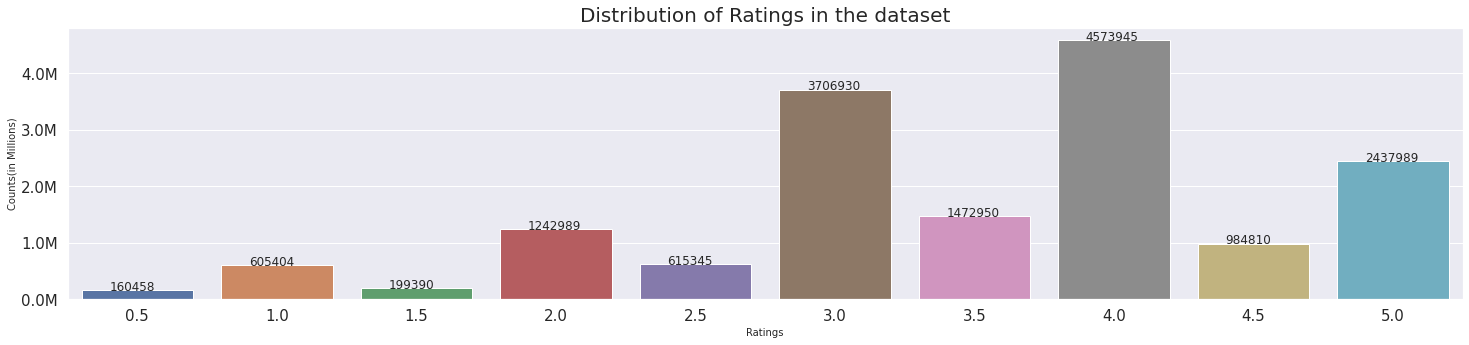 Distribution of Ratings in the dataset
Counts(in Millions)
4.0M
3.0M
2.0M
1.0M
0.0M
160458
605404
199390
1242989
615345
3706930
1472950
4573945
984810
2437989
0.5 1.0 1.5 2.0 2.5 3.0 3.5 4.0 4.5 5.0
Ratings